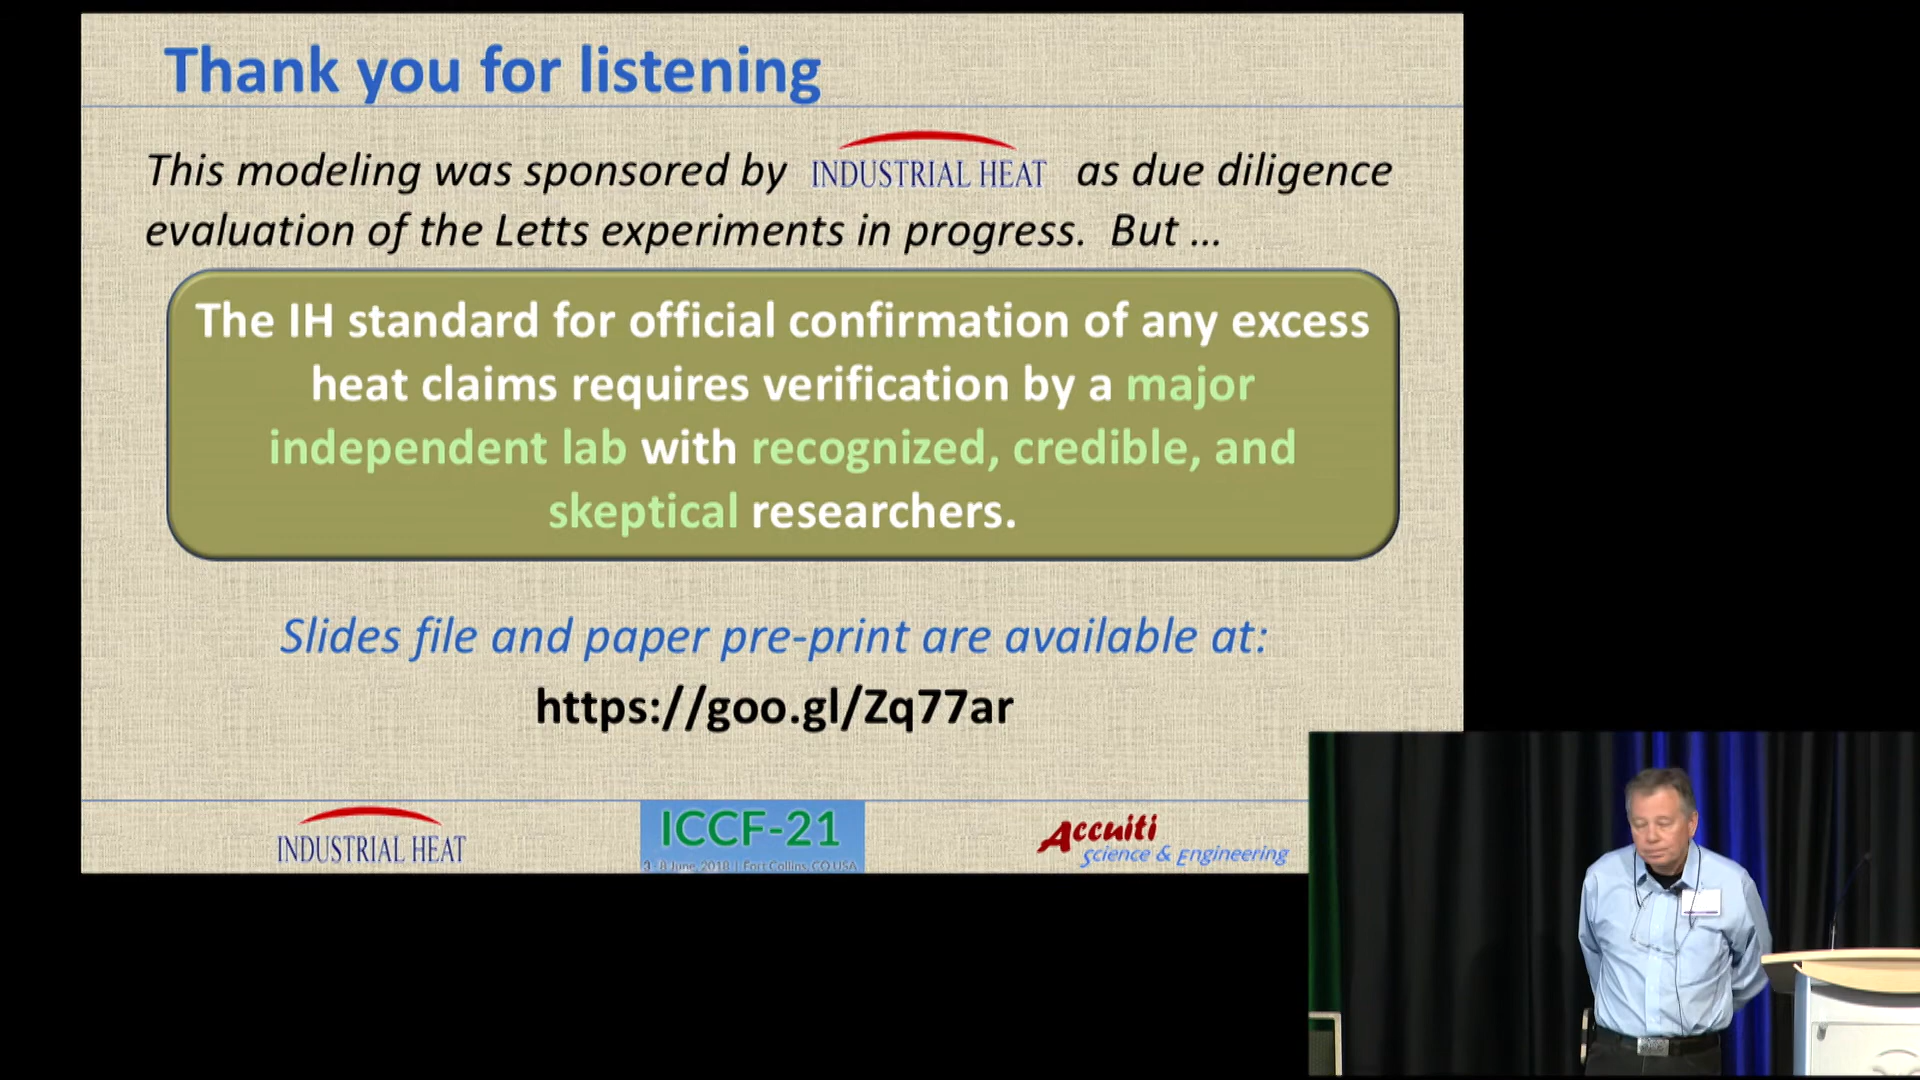 Thank you for listening
This modeling was sponsored by INDUSTRIAL HEAT as due diligence
evaluation of the Letts experiments in progress. But ...
The IH standard for official confirmation of any excess
heat claims requires verification by a major
independent lab with recognized, credible, and
skeptical researchers.
Slides file and paper pre-print are available at:
https://goo.gl/Zq77ar
INDUSTRIAL HEAT
ICCF-21
3-8 June, 2018 | Fort Collins, CO,USA
Accuiti
Science & Engineering